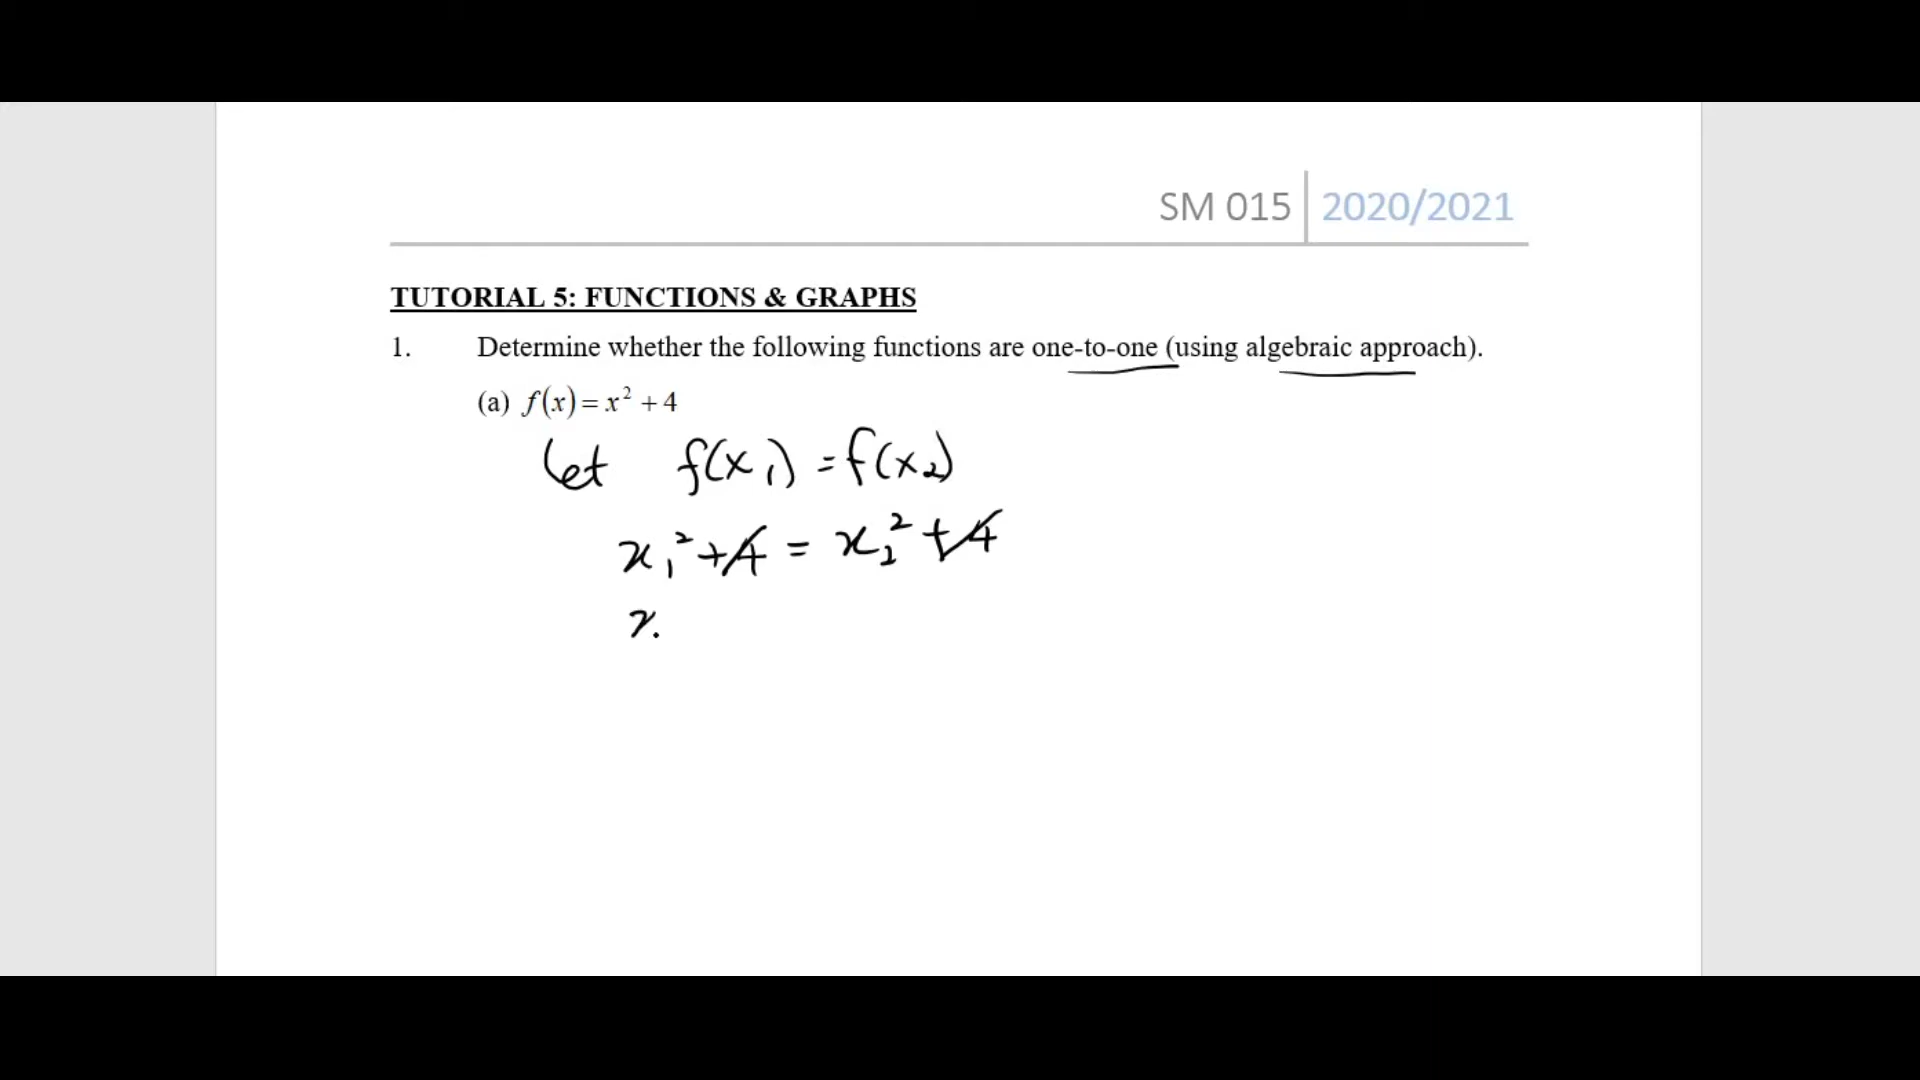 SM 015 2020/2021
TUTORIAL 5: FUNCTIONS & GRAPHS
1. Determine whether the following functions are one-to-one (using algebraic approach).
(a) f(x) = x² + 4
Let f(x₁) = f(x₂)
x₁² + 4 = x₂² + 4
x